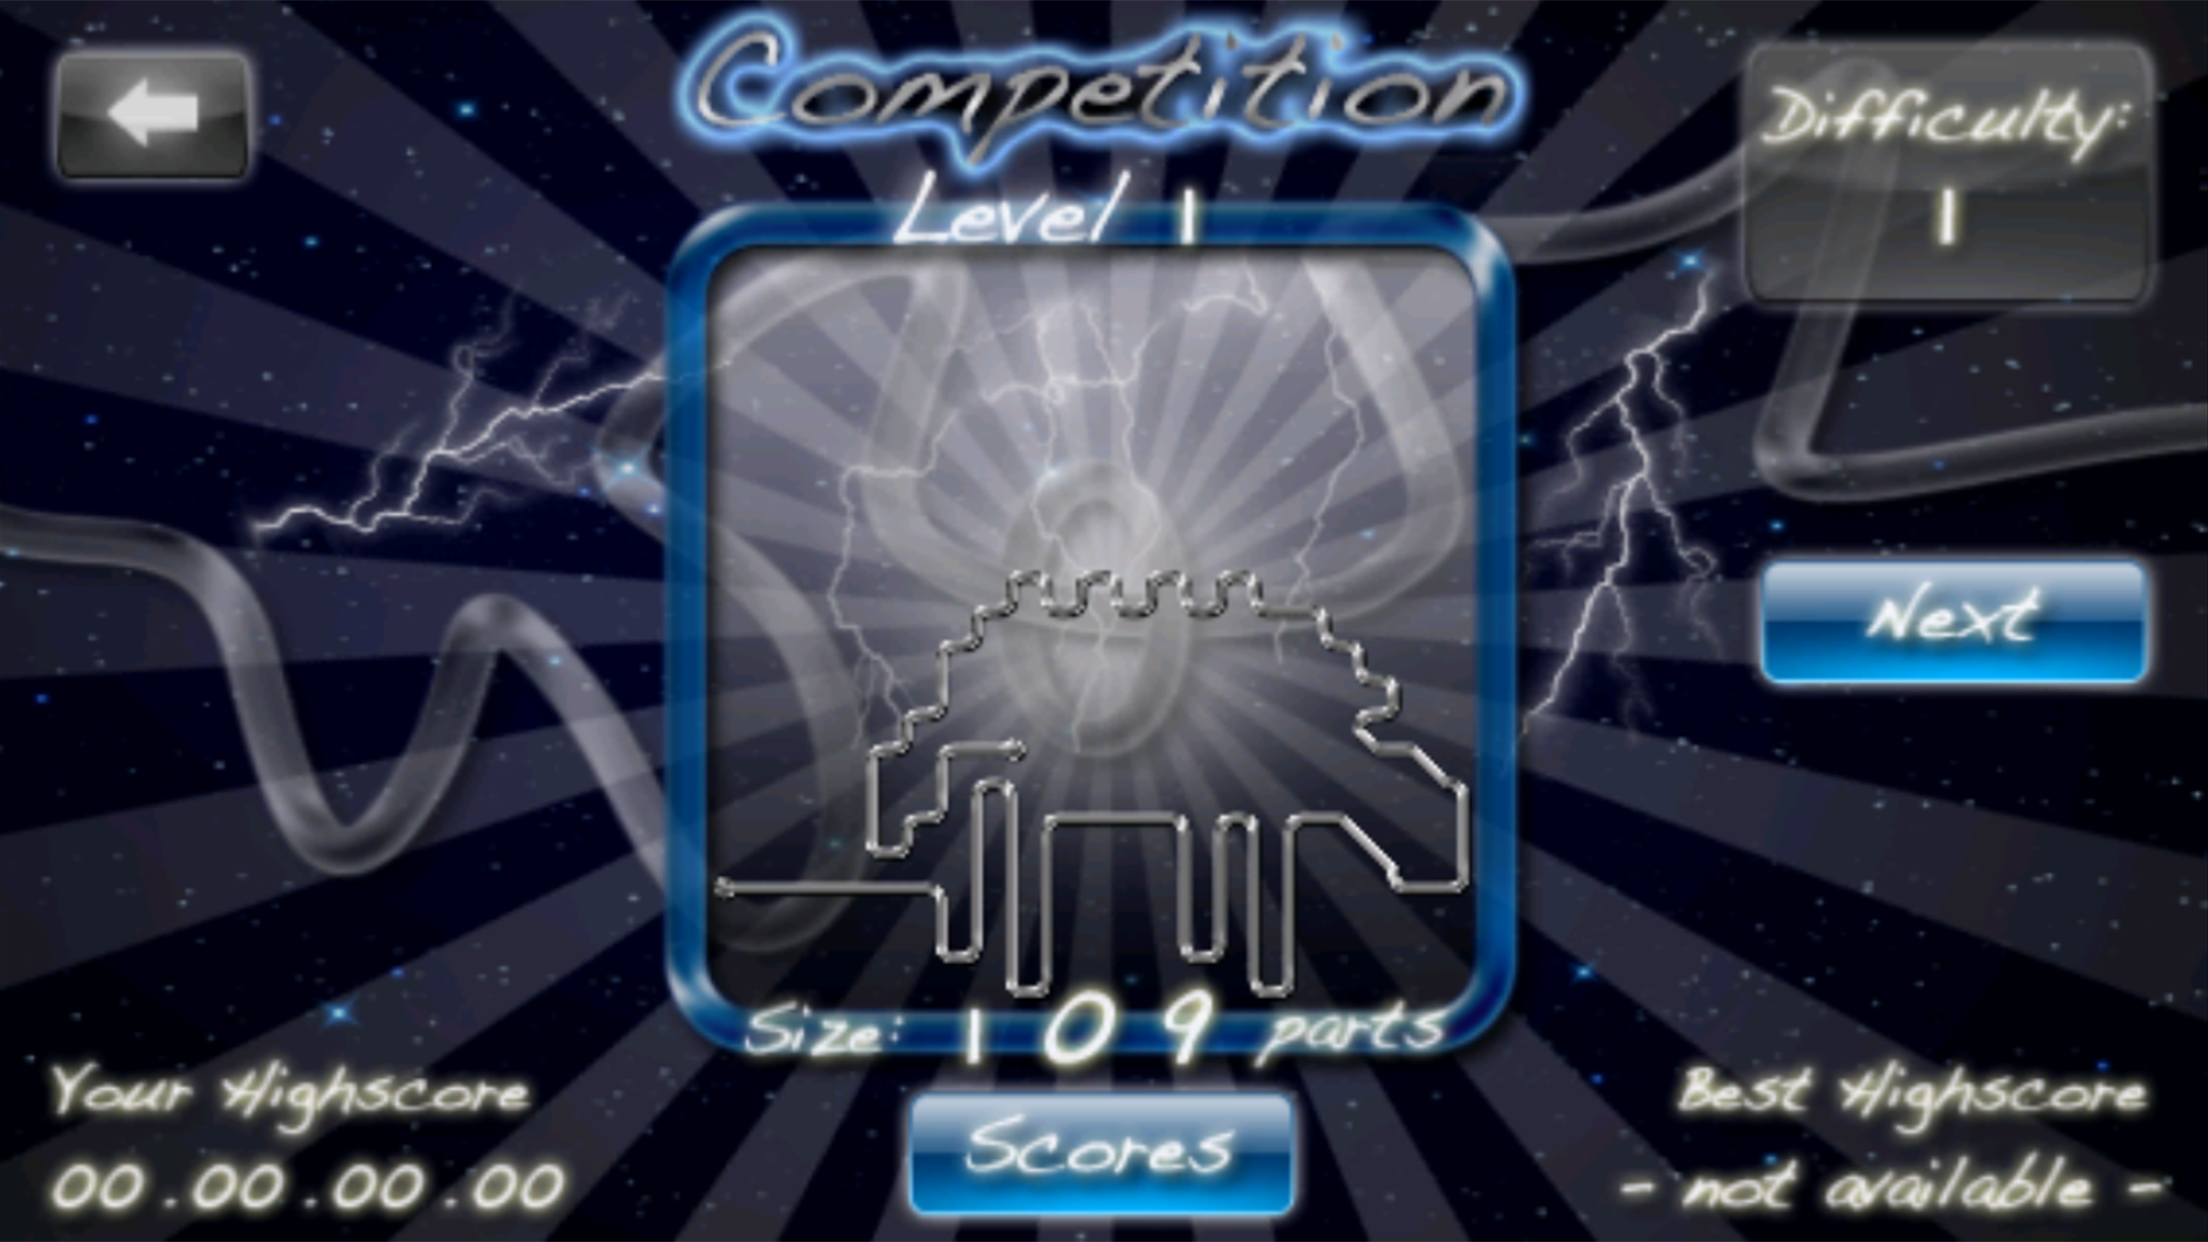 Competition
Difficulty:
1
Level 1
Next
Size: 109 parts
Your Highscore
00.00.00.00
Scores
Best Highscore
- not available -